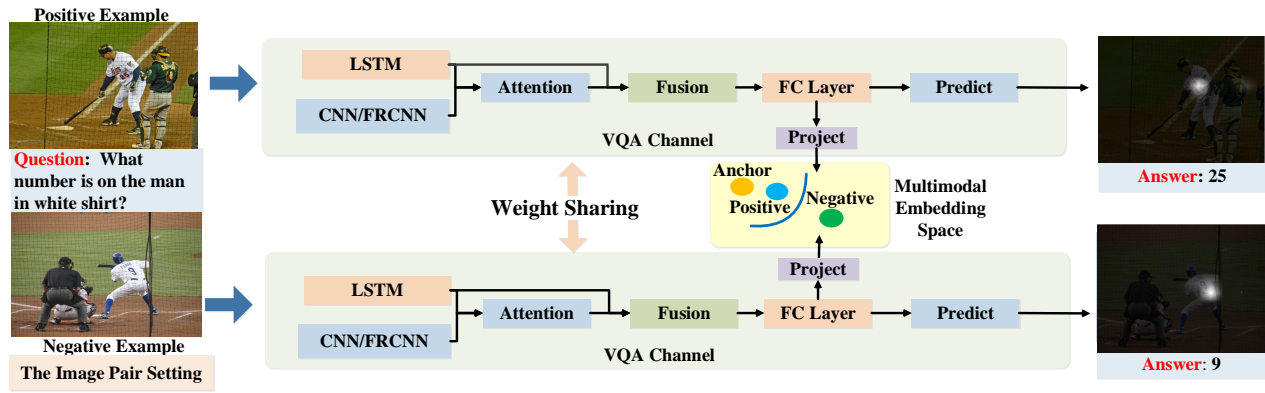 Positive Example
Question: What
number is on the man
in white shirt?
Negative Example
The Image Pair Setting
LSTM
CNN/FRCNN
Attention
Fusion
FC Layer
Predict
VQA Channel
Project
Weight Sharing
Anchor
Positive
Negative
Multimodal
Embedding
Space
Project
LSTM
CNN/FRCNN
Attention
Fusion
FC Layer
Predict
VQA Channel
Answer: 25
Answer: 9